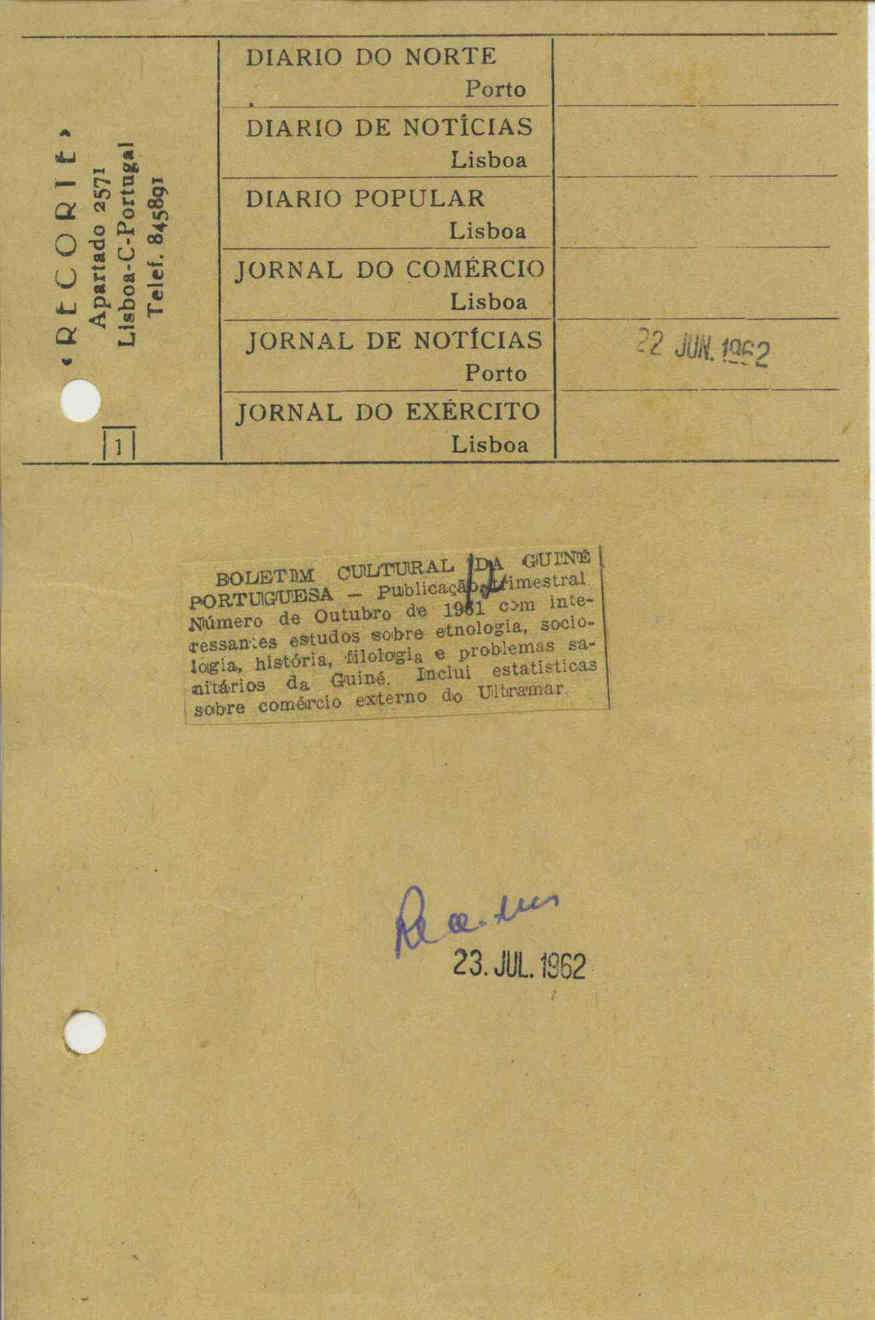 «RECORTE»
Apartado 2571
Lisboa-C-Portugal
Telef. 845891
1
DIARIO DO NORTE
Porto
DIARIO DE NOTÍCIAS
Lisboa
DIARIO POPULAR
Lisboa
JORNAL DO COMÉRCIO
Lisboa
JORNAL DE NOTÍCIAS
Porto
22 JUN. 1962
JORNAL DO EXÉRCITO
Lisboa
BOLETIM CULTURAL DA GUINÉ
PORTUGUESA — Publicação trimestral
Número de Outubro de 1961 com inte-
ressantes estudos sobre etnologia, socio-
logia, história, filologia e problemas sa-
nitários da Guiné. Inclui estatisticas
sobre comércio externo do Ultramar.
23. JUL. 1962